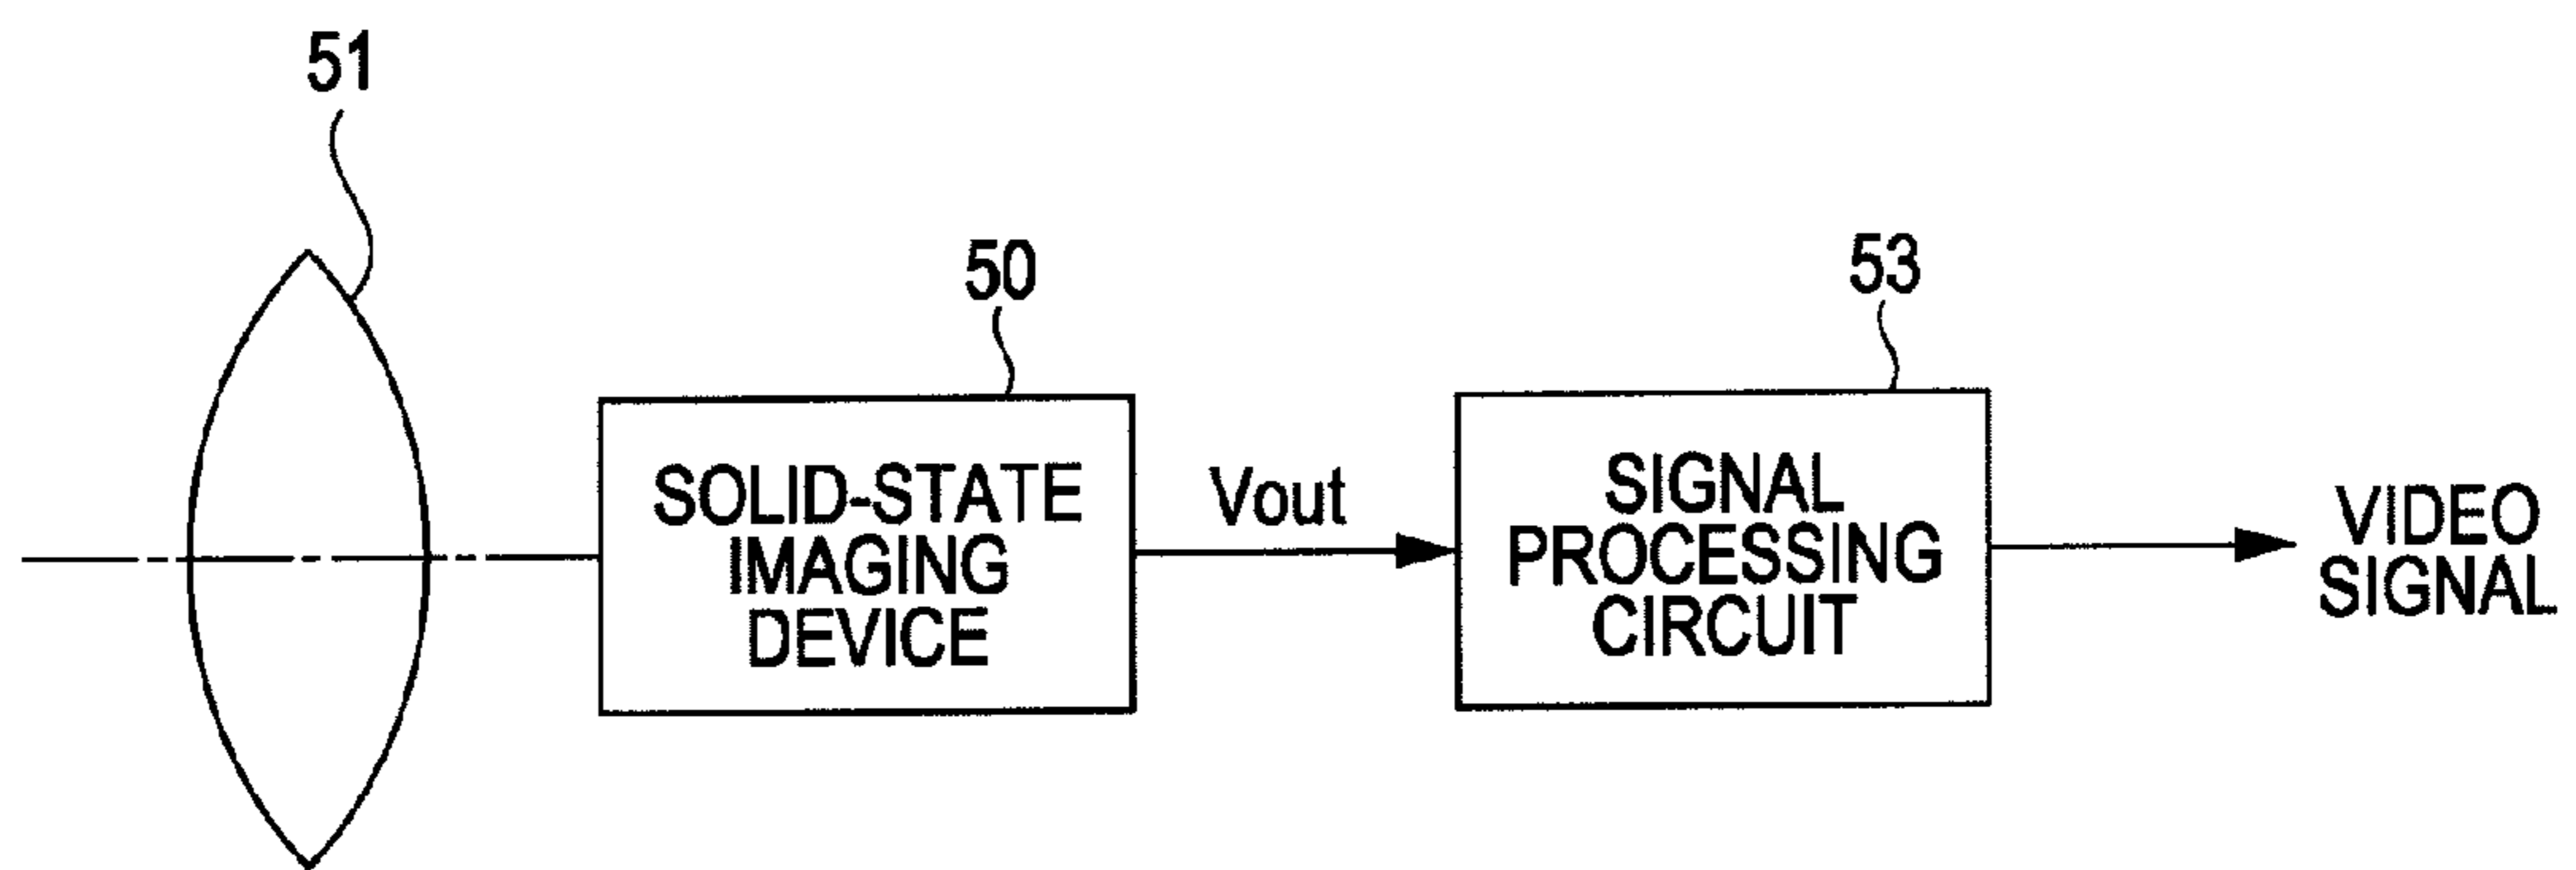 51
50
53
SOLID-STATE
IMAGING
DEVICE
Vout
SIGNAL
PROCESSING
CIRCUIT
VIDEO
SIGNAL